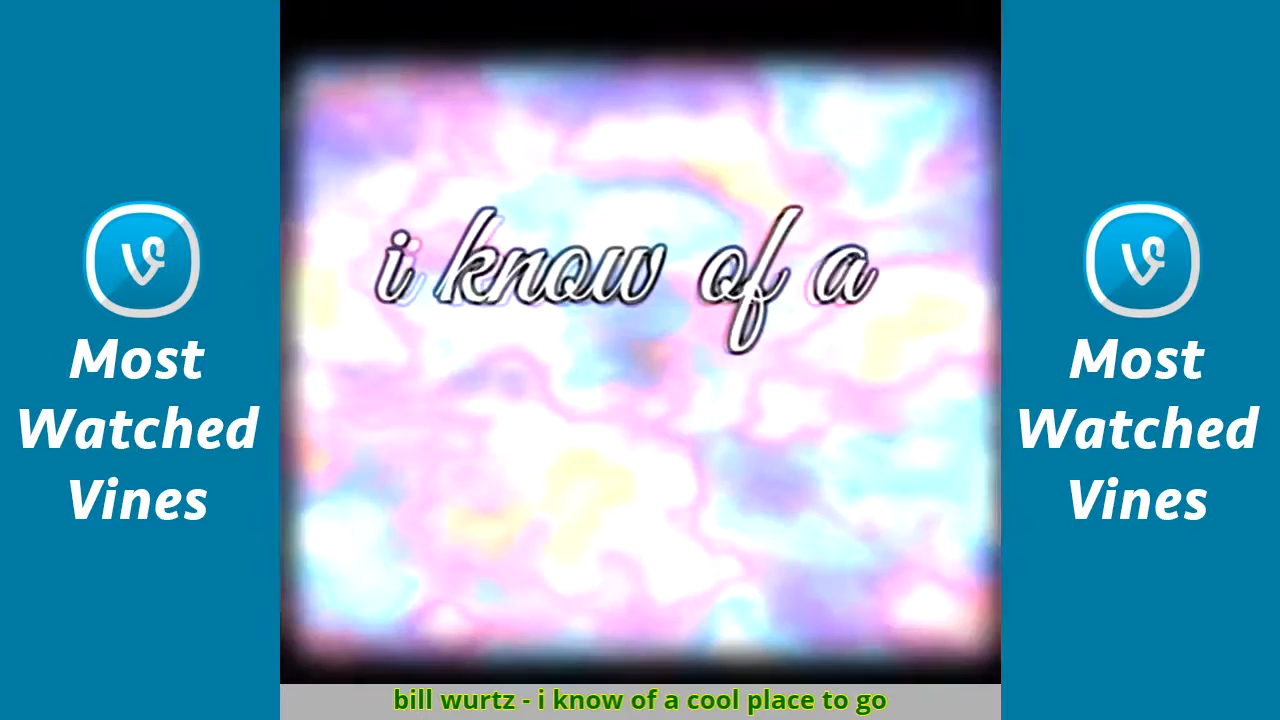 i know of a
Most
Watched
Vines
Most
Watched
Vines
bill wurtz - i know of a cool place to go